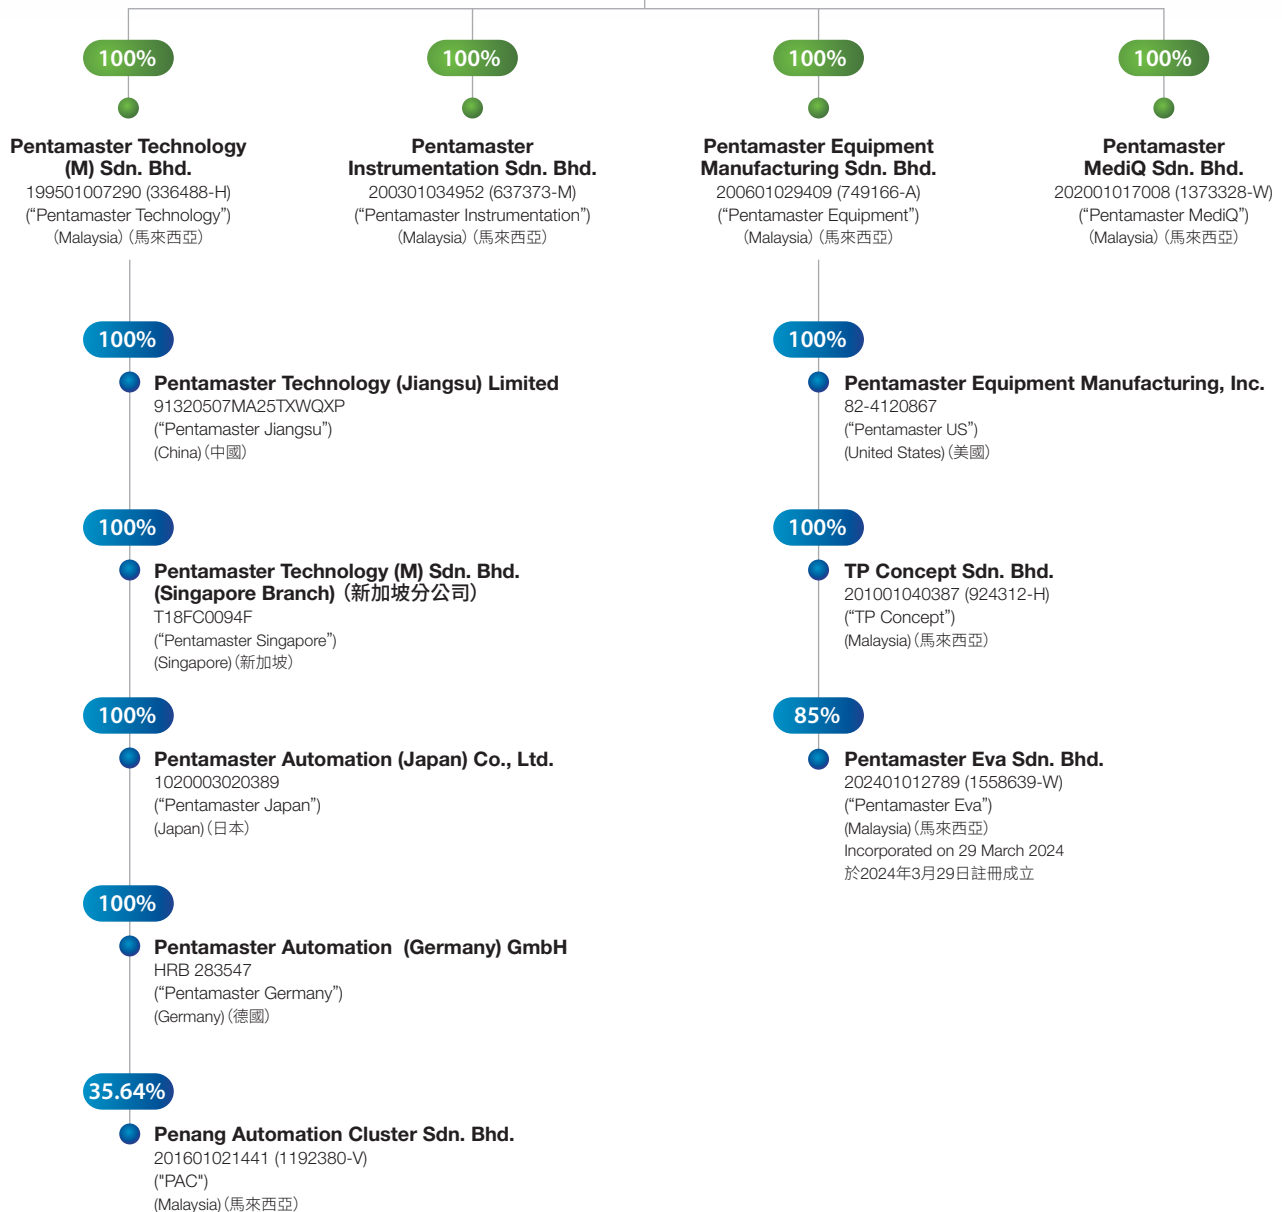 100%
Pentamaster Technology
(M) Sdn. Bhd.
199501007290 (336488-H)
(“Pentamaster Technology”)
(Malaysia) (馬來西亞)
100%
Pentamaster
Instrumentation Sdn. Bhd.
200301034952 (637373-M)
(“Pentamaster Instrumentation”)
(Malaysia) (馬來西亞)
100%
Pentamaster Equipment
Manufacturing Sdn. Bhd.
200601029409 (749166-A)
(“Pentamaster Equipment”)
(Malaysia) (馬來西亞)
100%
Pentamaster
MediQ Sdn. Bhd.
202001017008 (1373328-W)
(“Pentamaster MediQ”)
(Malaysia) (馬來西亞)
100%
Pentamaster Technology (Jiangsu) Limited
91320507MA25TXWQXP
(“Pentamaster Jiangsu”)
(China) (中國)
100%
Pentamaster Technology (M) Sdn. Bhd.
(Singapore Branch) (新加坡分公司)
T18FC0094F
(“Pentamaster Singapore”)
(Singapore) (新加坡)
100%
Pentamaster Automation (Japan) Co., Ltd.
1020003020389
(“Pentamaster Japan”)
(Japan) (日本)
100%
Pentamaster Automation (Germany) GmbH
HRB 283547
(“Pentamaster Germany”)
(Germany) (德國)
35.64%
Penang Automation Cluster Sdn. Bhd.
201601021441 (1192380-V)
("PAC")
(Malaysia) (馬來西亞)
100%
Pentamaster Equipment Manufacturing, Inc.
82-4120867
(“Pentamaster US”)
(United States) (美國)
100%
TP Concept Sdn. Bhd.
201001040387 (924312-H)
(“TP Concept”)
(Malaysia) (馬來西亞)
85%
Pentamaster Eva Sdn. Bhd.
202401012789 (1558639-W)
(“Pentamaster Eva”)
(Malaysia) (馬來西亞)
Incorporated on 29 March 2024
於2024年3月29日註冊成立